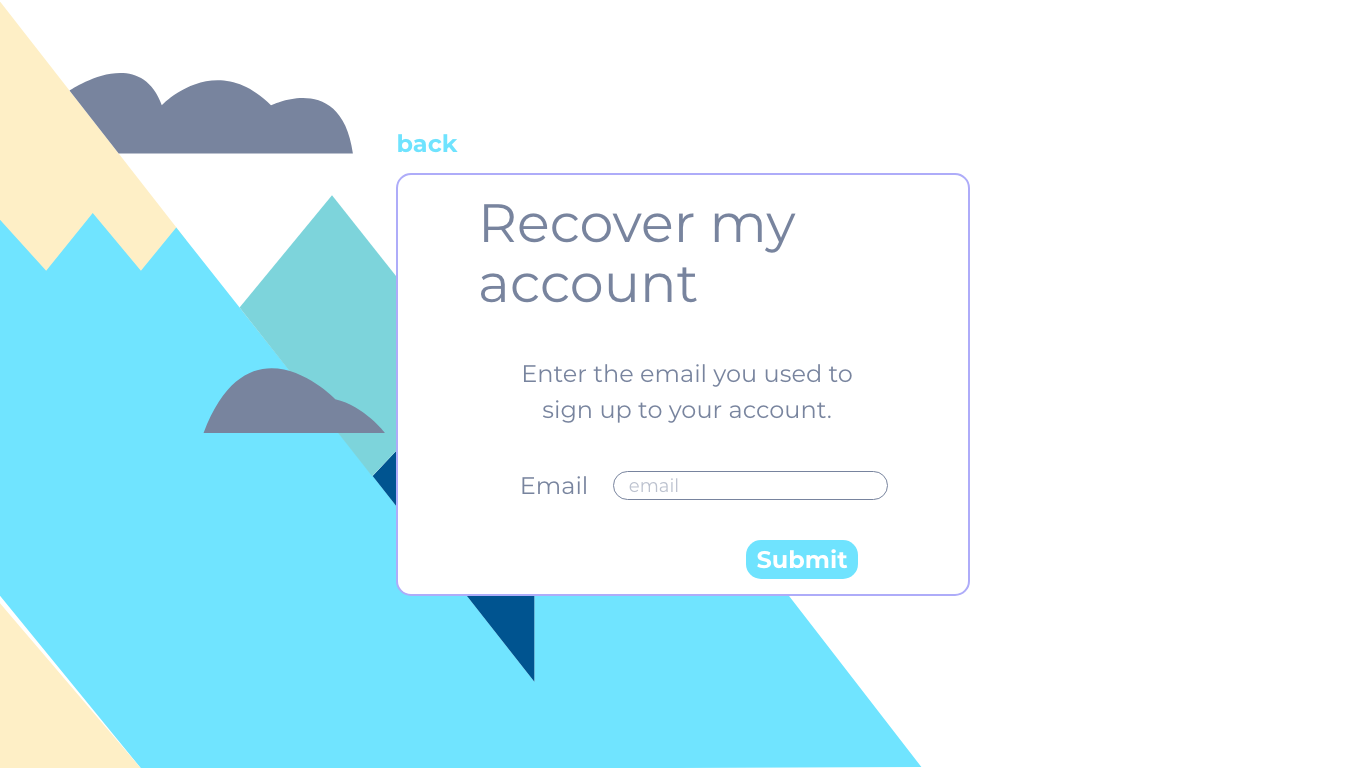 back
Recover my
account
Enter the email you used to
sign up to your account.
Email
email
Submit